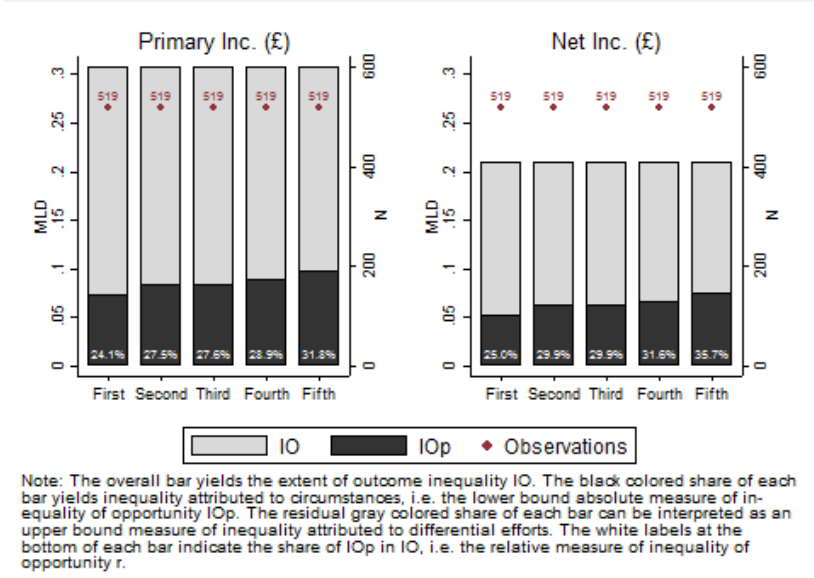 Primary Inc. (£)
Net Inc. (£)
MLD
0 .05 .1 .15 .2 .25 .3
519 519 519 519 519
24.1% 27.5% 27.6% 28.9% 31.8%
First Second Third Fourth Fifth
0 200 400 600
N
MLD
0 .05 .1 .15 .2 .25 .3
519 519 519 519 519
25.0% 29.9% 29.9% 31.6% 35.7%
First Second Third Fourth Fifth
0 200 400 600
N
IO IOp Observations
Note: The overall bar yields the extent of outcome inequality IO. The black colored share of each
bar yields inequality attributed to circumstances, i.e. the lower bound absolute measure of in-
equality of opportunity IOp. The residual gray colored share of each bar can be interpreted as an
upper bound measure of inequality attributed to differential efforts. The white labels at the
bottom of each bar indicate the share of IOp in IO, i.e. the relative measure of inequality of
opportunity r.